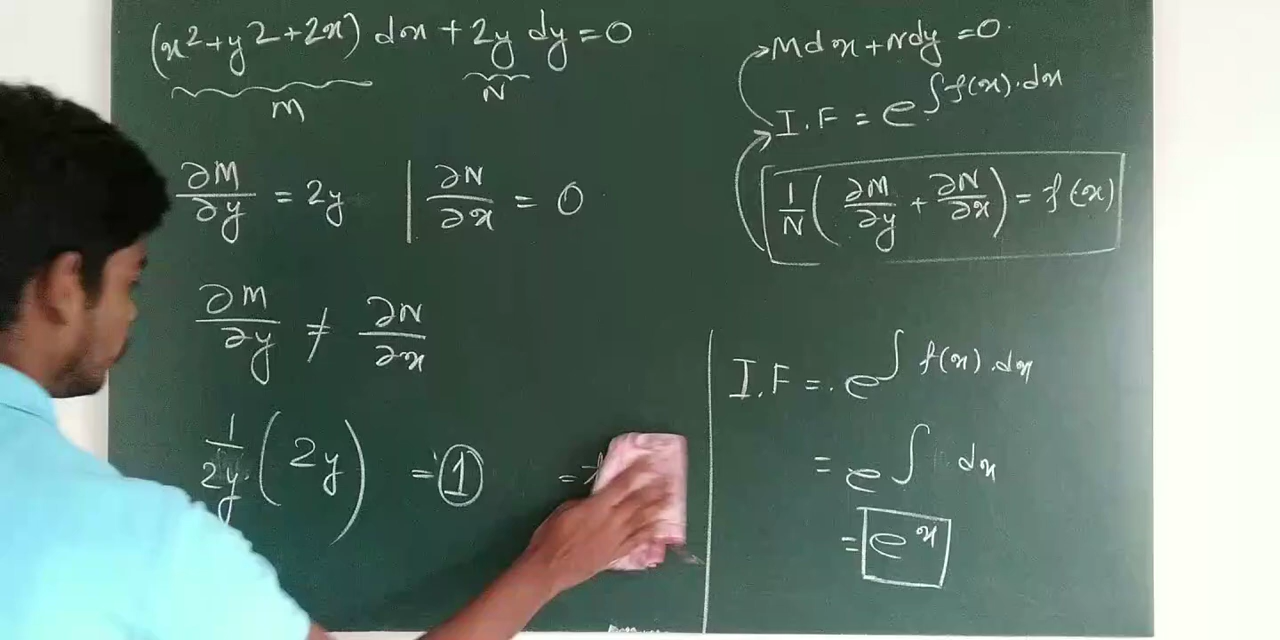 (x²+y2+2x) dx + 2y dy = 0
M
N
∂M/∂y = 2y | ∂N/∂x = 0
∂M/∂y ≠ ∂N/∂x
1/2y (2y) = 1 =
Mdx + Ndy = 0.
I.F = e^∫f(x).dx
1/N (∂M/∂y + ∂N/∂x) = f(x)
I.F = e^∫ f(x).dx
= e^∫ dx
= e^x